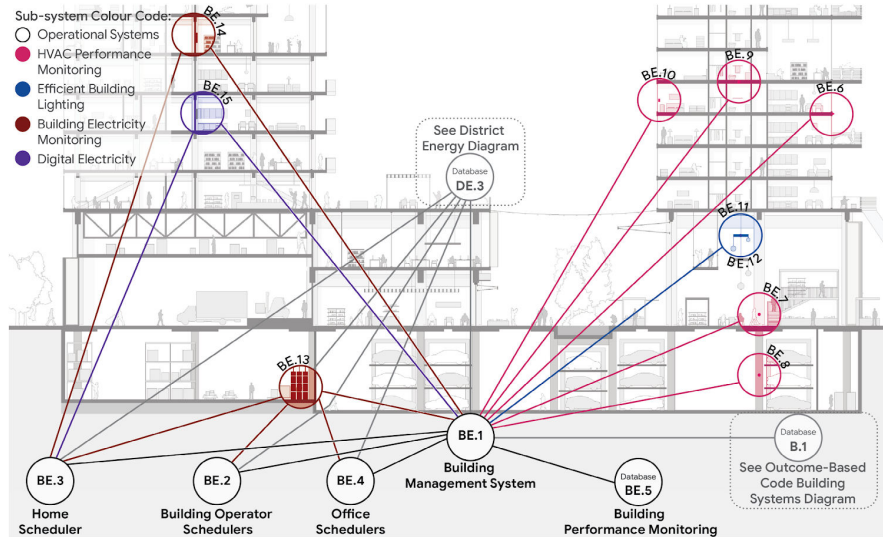 Sub-system Colour Code:
Operational Systems
HVAC Performance
Monitoring
Efficient Building
Lighting
Building Electricity
Monitoring
Digital Electricity
BE.14
BE.15
See District
Energy Diagram
Database
DE.3
BE.10
BE.9
BE.6
BE.11
BE.12
BE.7
BE.8
BE.13
BE.1
Building
Management System
Database
B.1
See Outcome-Based
Code Building
Systems Diagram
BE.3
Home
Scheduler
BE.2
Building Operator
Schedulers
BE.4
Office
Schedulers
Database
BE.5
Building
Performance Monitoring